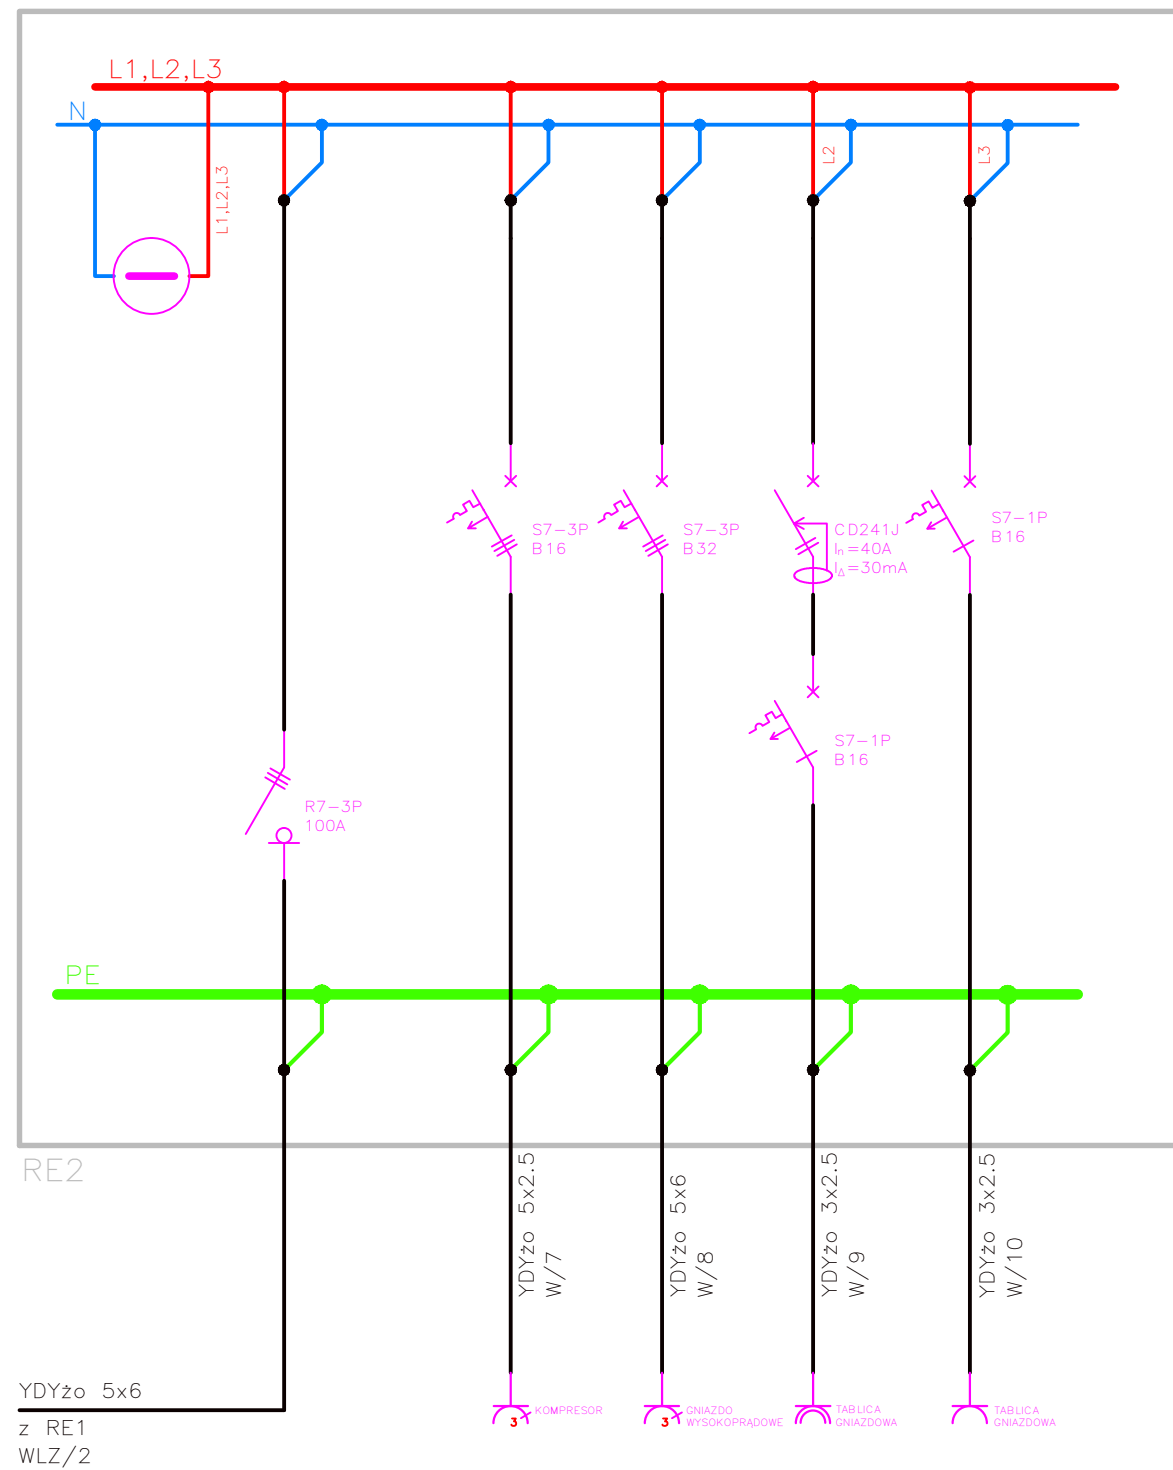 L1,L2,L3
N
L1,L2,L3
L2
L3
S7-3P
B16
S7-3P
B32
CD241J
In=40A
I△=30mA
S7-1P
B16
S7-1P
B16
R7-3P
100A
PE
RE2
YDYżo 5x2.5
W/7
YDYżo 5x6
W/8
YDYżo 3x2.5
W/9
YDYżo 3x2.5
W/10
YDYżo 5x6
z RE1
WLZ/2
3
KOMPRESOR
3
GNIAZDO
WYSOKOPRĄDOWE
TABLICA
GNIAZDOWA
TABLICA
GNIAZDOWA